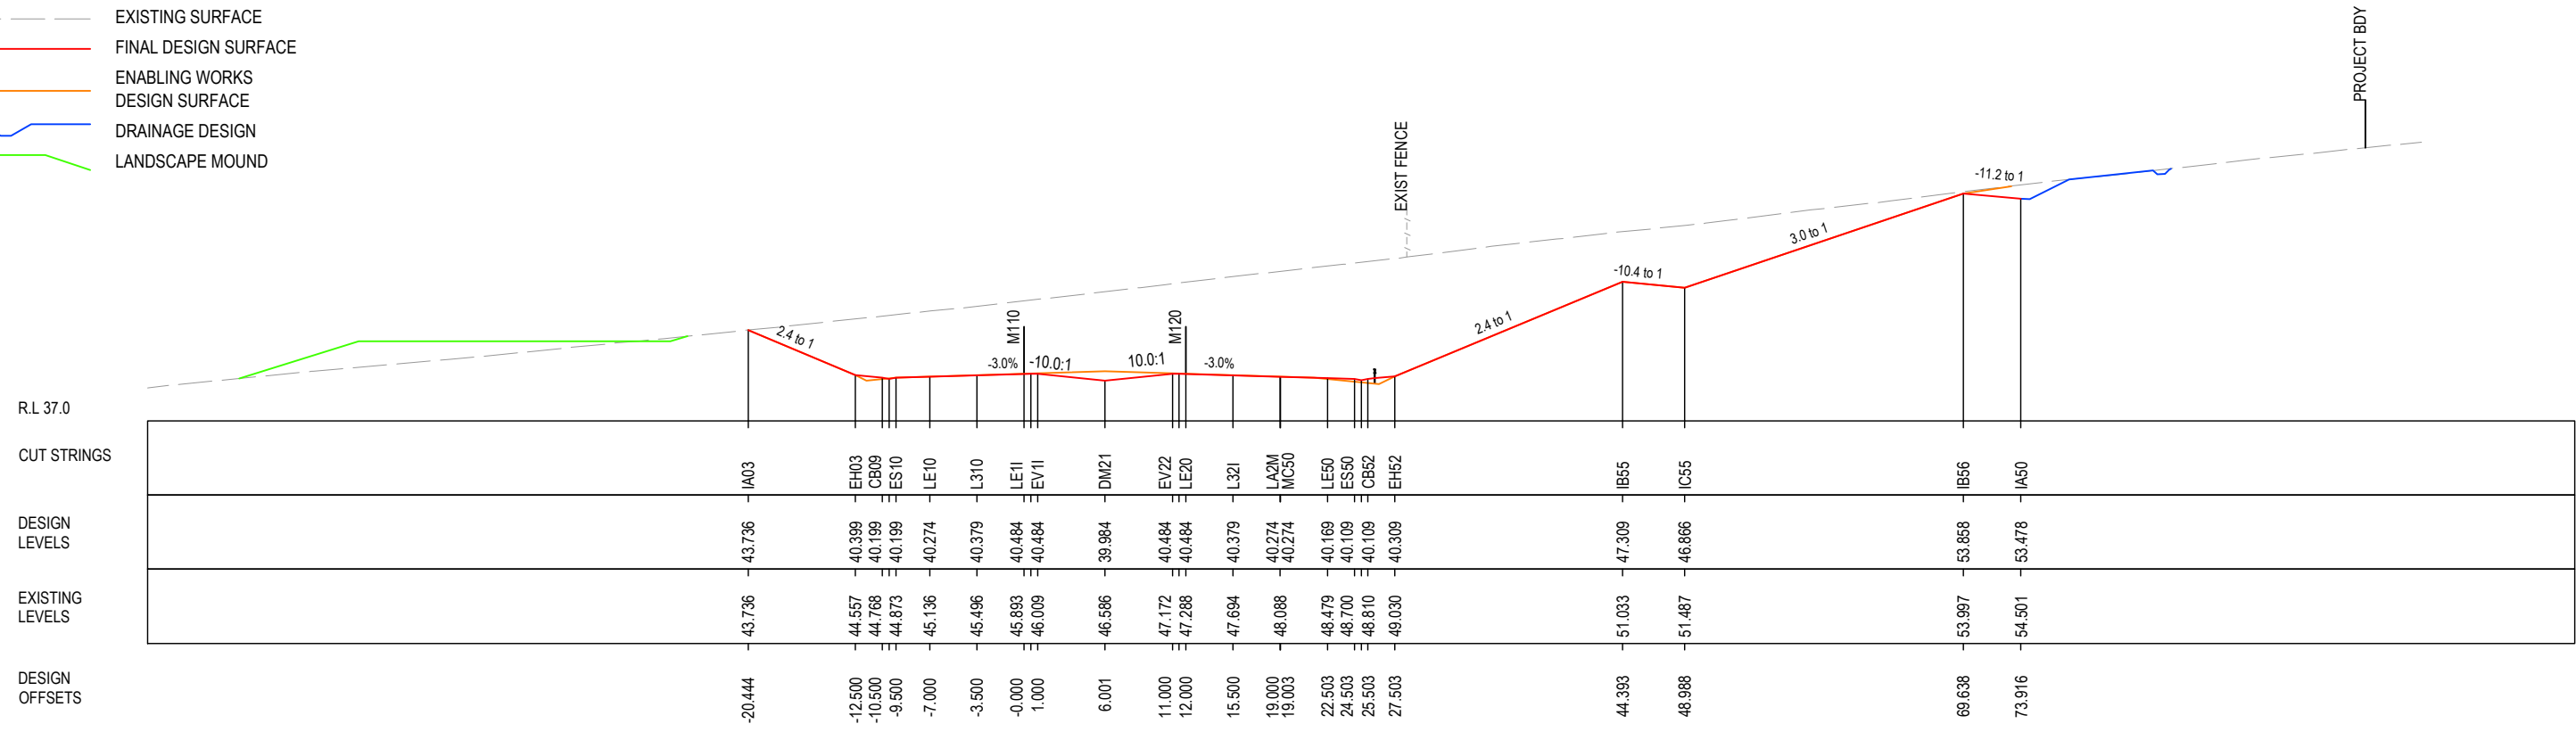 EXISTING SURFACE
FINAL DESIGN SURFACE
ENABLING WORKS
DESIGN SURFACE
DRAINAGE DESIGN
LANDSCAPE MOUND
PROJECT BDY
EXIST FENCE
-11.2 to 1
3.0 to 1
-10.4 to 1
2.4 to 1
2.4 to 1
M110
M120
-3.0%
-10.0:1
10.0:1
-3.0%
R.L 37.0
CUT STRINGS
IA03
EH03
CB09
ES10
LE10
L310
LE1I
EV1I
DM21
EV22
LE20
L32I
LA2M
MC50
LE50
ES50
CB52
EH52
IB55
IC55
IB56
IA50
DESIGN
LEVELS
43.736
40.399
40.199
40.199
40.274
40.379
40.484
40.484
39.984
40.484
40.484
40.379
40.274
40.274
40.169
40.109
40.109
40.309
47.309
46.866
53.858
53.478
EXISTING
LEVELS
43.736
44.557
44.768
44.873
45.136
45.496
45.893
46.009
46.586
47.172
47.288
47.694
48.088
48.479
48.700
48.810
49.030
51.033
51.487
53.997
54.501
DESIGN
OFFSETS
-20.444
-12.500
-10.500
-9.500
-7.000
-3.500
-0.000
1.000
6.001
11.000
12.000
15.500
19.000
19.003
22.503
24.503
25.503
27.503
44.393
48.988
69.638
73.916